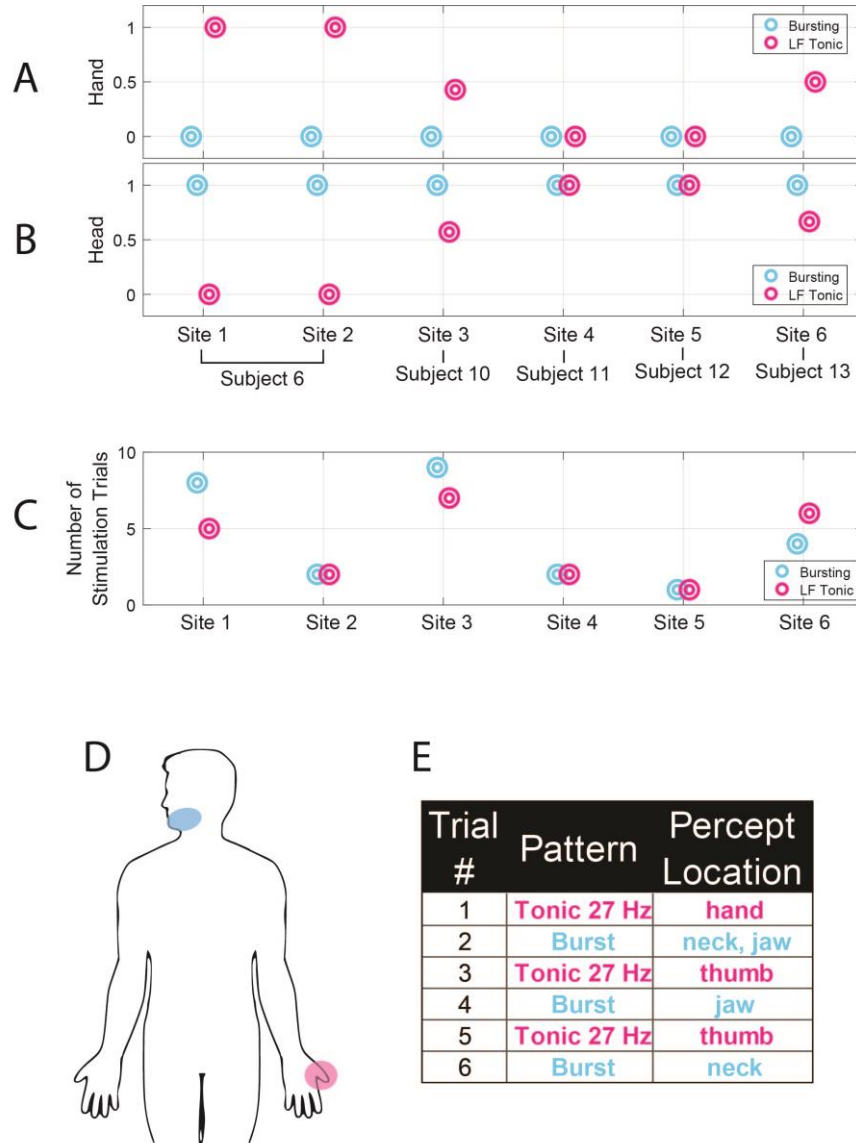 A
Hand
1
0.5
0
Bursting
LF Tonic
B
Head
1
0.5
0
Bursting
LF Tonic
Site 1 Site 2 Site 3 Site 4 Site 5 Site 6
Subject 6 Subject 10 Subject 11 Subject 12 Subject 13
C
Number of
Stimulation Trials
10
5
0
Bursting
LF Tonic
Site 1 Site 2 Site 3 Site 4 Site 5 Site 6
D
E
Trial # Pattern Percept Location
1 Tonic 27 Hz hand
2 Burst neck, jaw
3 Tonic 27 Hz thumb
4 Burst jaw
5 Tonic 27 Hz thumb
6 Burst neck